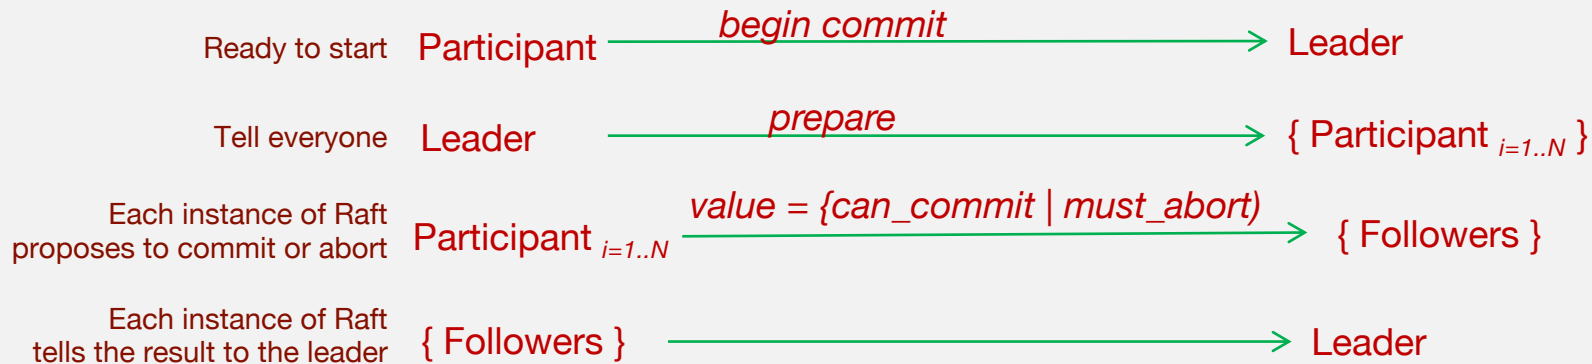 Ready to start Participant begin commit Leader
Tell everyone Leader prepare { Participant i=1..N }
Each instance of Raft
proposes to commit or abort Participant i=1..N value = {can_commit | must_abort) { Followers }
Each instance of Raft
tells the result to the leader { Followers } Leader